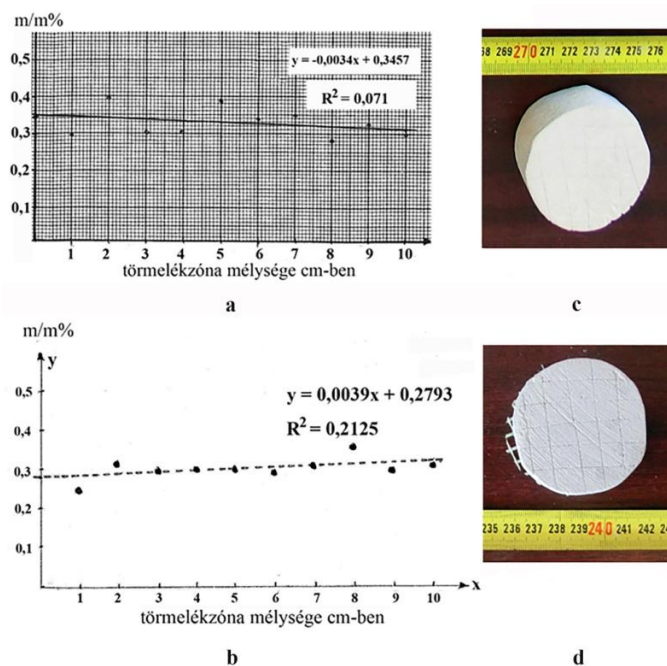 m/m%
0,5
0,4
0,3
0,2
0,1
y = -0,0034x + 0,3457
R² = 0,071
1 2 3 4 5 6 7 8 9 10
törmelékzóna mélysége cm-ben
a
269 270 271 272 273 274 275 276
c
m/m%
y
0,5
0,4
0,3
0,2
0,1
y = 0,0039x + 0,2793
R² = 0,2125
x
1 2 3 4 5 6 7 8 9 10
törmelékzóna mélysége cm-ben
b
235 236 237 238 239 240 241 242
d